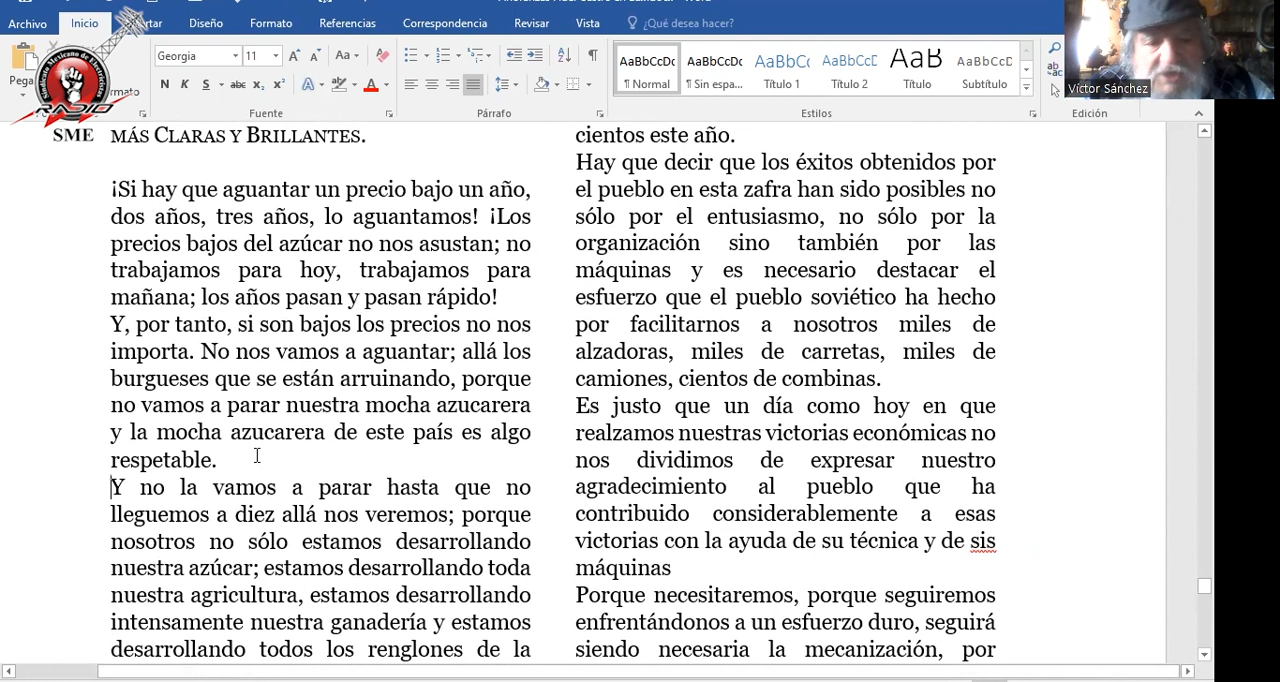 Archivo
Inicio
ertar
Diseño
Formato
Referencias
Correspondencia
Revisar
Vista
¿Qué desea hacer?
Georgia
11
Aa
Pega
ormato
N K S abc x₂ x²
A
Fuente
Párrafo
AaBbCcDc
AaBbCcDc
AaBbC(
AaBbCcC
AaB
AaBbCcD
¶ Normal
¶ Sin espa...
Título 1
Título 2
Título
Subtítulo
Estilos
Edición
Víctor Sánchez
Sindicato Mexicano de Electricistas
RADIO
SME
MÁS CLARAS Y BRILLANTES.
¡Si hay que aguantar un precio bajo un año,
dos años, tres años, lo aguantamos! ¡Los
precios bajos del azúcar no nos asustan; no
trabajamos para hoy, trabajamos para
mañana; los años pasan y pasan rápido!
Y, por tanto, si son bajos los precios no nos
importa. No nos vamos a aguantar; allá los
burgueses que se están arruinando, porque
no vamos a parar nuestra mocha azucarera
y la mocha azucarera de este país es algo
respetable.
Y no la vamos a parar hasta que no
lleguemos a diez allá nos veremos; porque
nosotros no sólo estamos desarrollando
nuestra azúcar; estamos desarrollando toda
nuestra agricultura, estamos desarrollando
intensamente nuestra ganadería y estamos
desarrollando todos los renglones de la
cientos este año.
Hay que decir que los éxitos obtenidos por
el pueblo en esta zafra han sido posibles no
sólo por el entusiasmo, no sólo por la
organización sino también por las
máquinas y es necesario destacar el
esfuerzo que el pueblo soviético ha hecho
por facilitarnos a nosotros miles de
alzadoras, miles de carretas, miles de
camiones, cientos de combinas.
Es justo que un día como hoy en que
realzamos nuestras victorias económicas no
nos dividimos de expresar nuestro
agradecimiento al pueblo que ha
contribuido considerablemente a esas
victorias con la ayuda de su técnica y de sis
máquinas
Porque necesitaremos, porque seguiremos
enfrentándonos a un esfuerzo duro, seguirá
siendo necesaria la mecanización, por